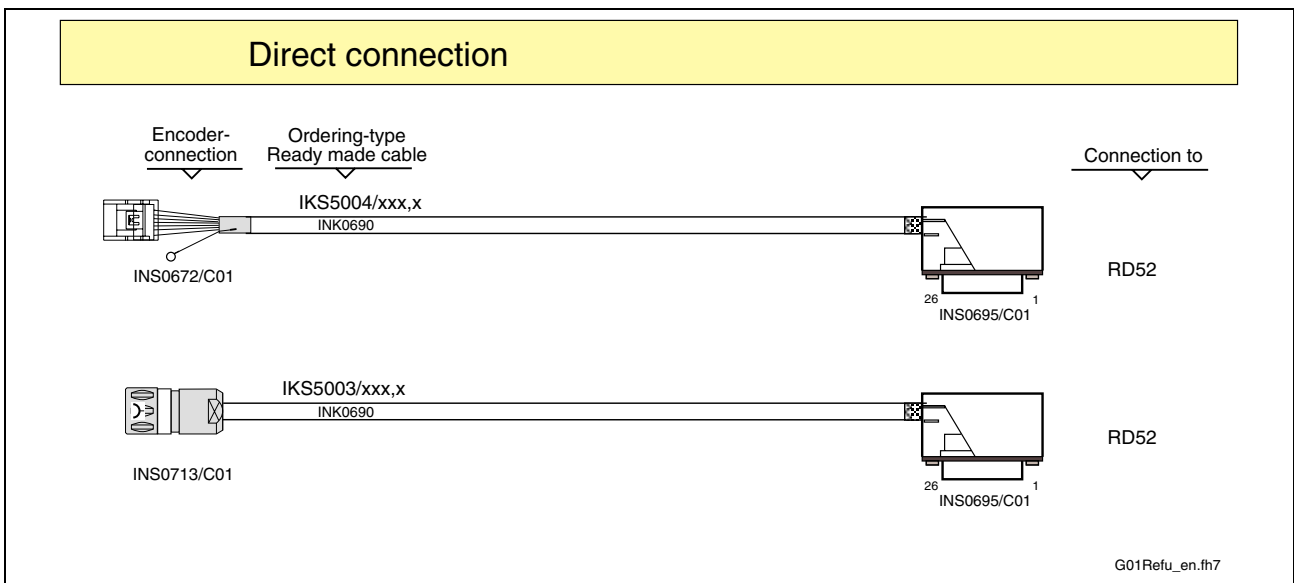 Direct connection
Encoder-
connection
Ordering-type
Ready made cable
Connection to
IKS5004/xxx,x
INK0690
INS0672/C01
26
1
INS0695/C01
RD52
IKS5003/xxx,x
INK0690
INS0713/C01
26
1
INS0695/C01
RD52
G01Refu_en.fh7